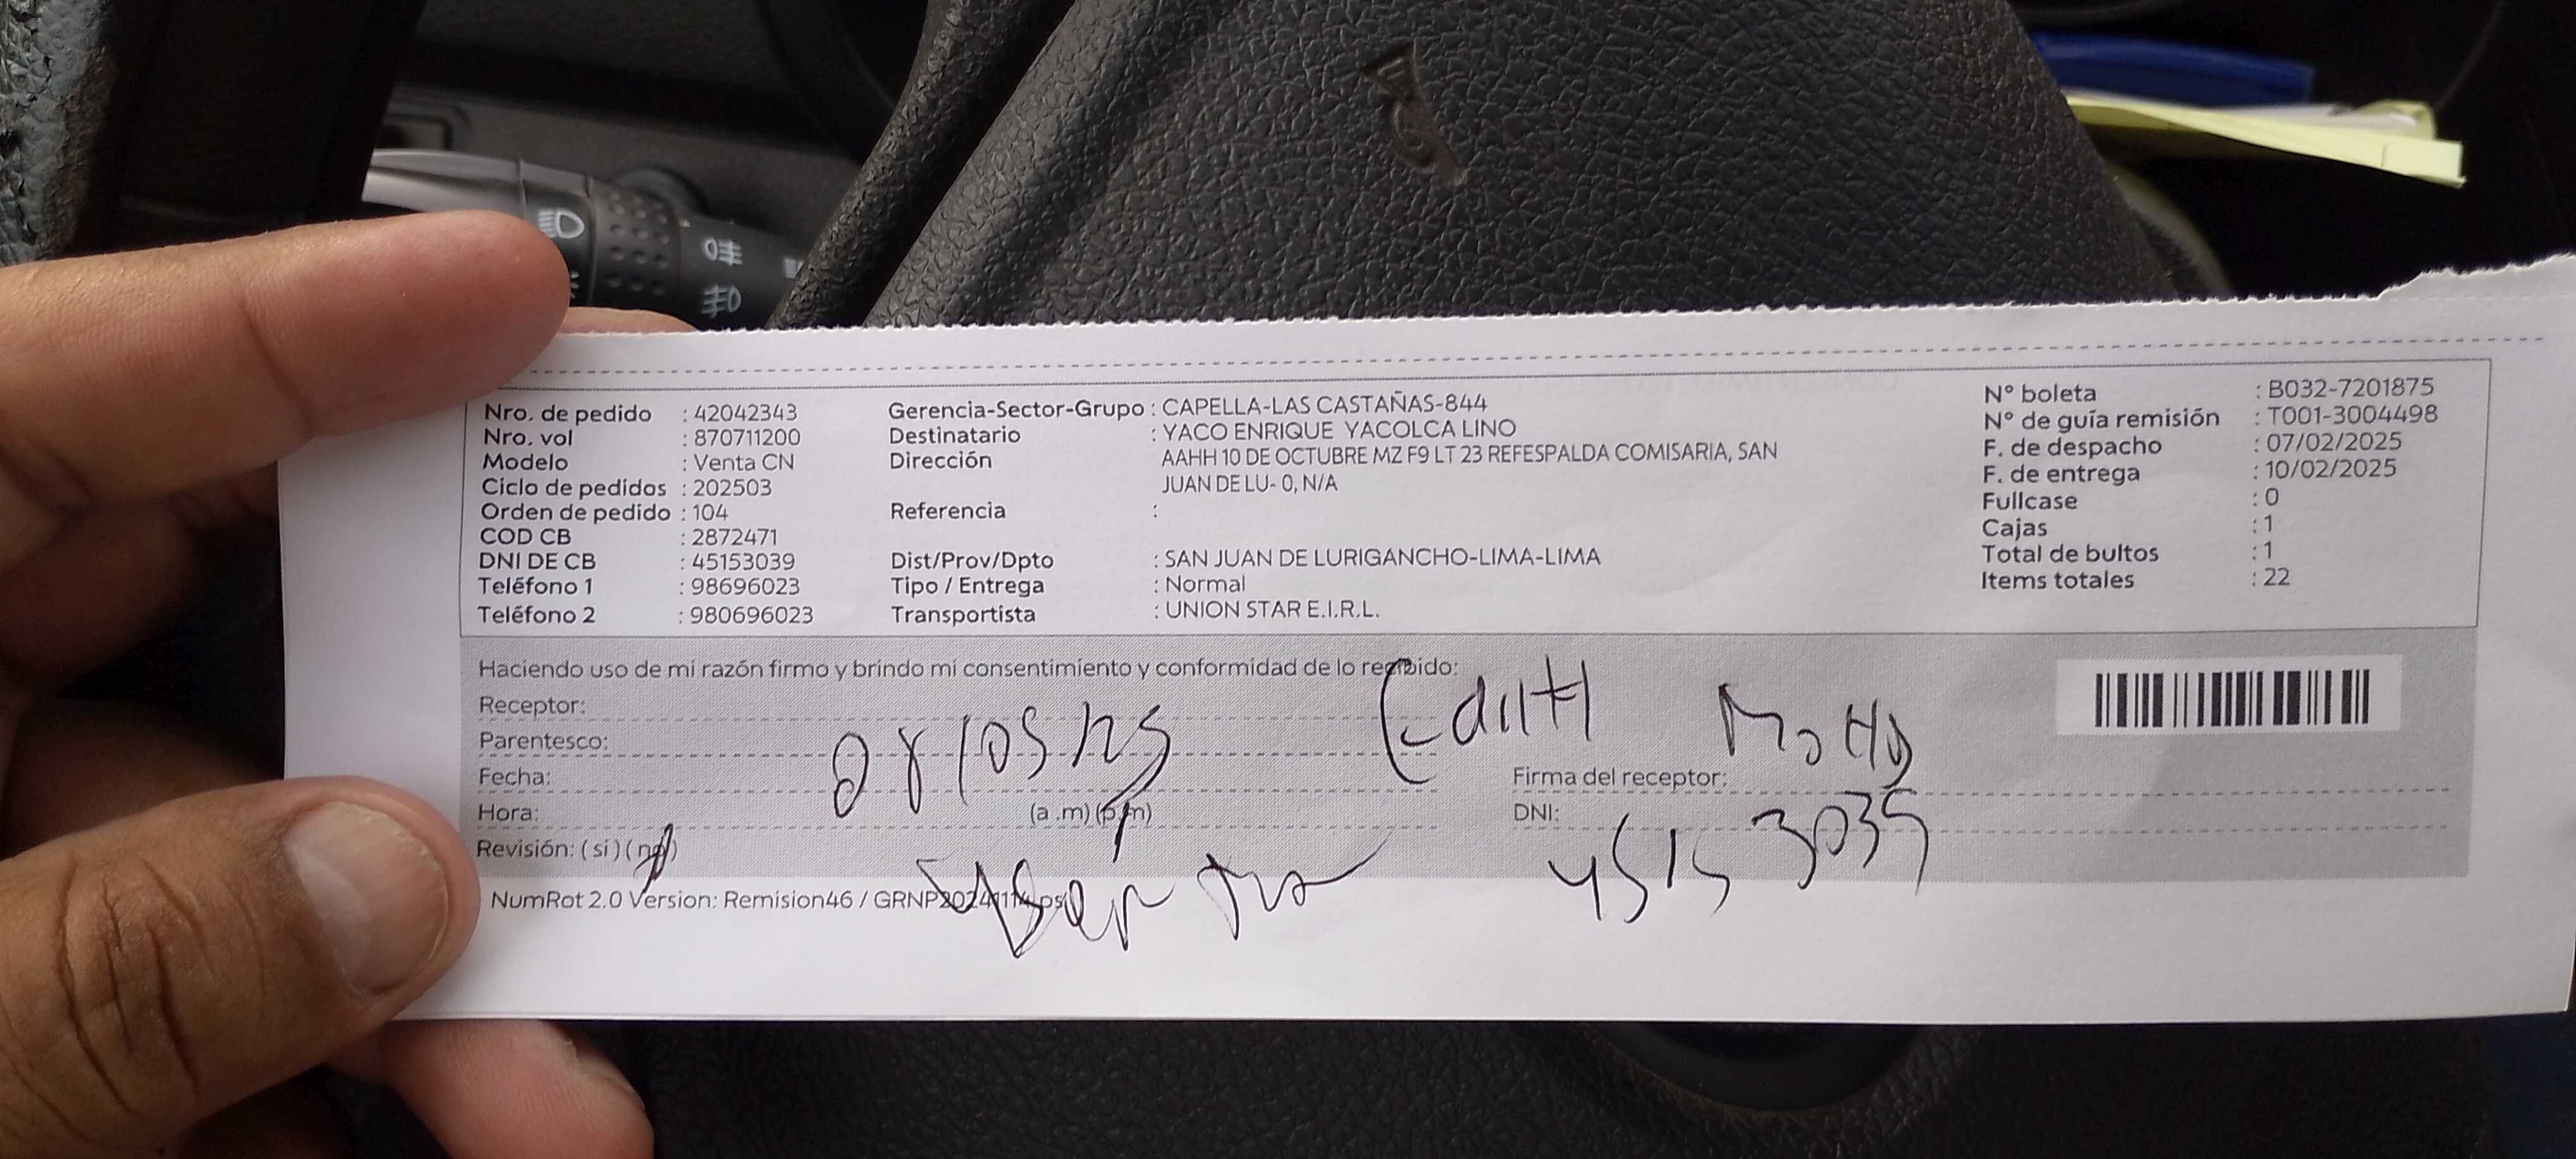 Nro. de pedido : 42042343
Nro. vol : 870711200
Modelo : Venta CN
Ciclo de pedidos : 202503
Orden de pedido : 104
COD CB : 2872471
DNI DE CB : 45153039
Teléfono 1 : 98696023
Teléfono 2 : 980696023
Gerencia-Sector-Grupo : CAPELLA-LAS CASTAÑAS-844
Destinatario : YACO ENRIQUE YACOLCA LINO
Dirección AAHH 10 DE OCTUBRE MZ F9 LT 23 REFESPALDA COMISARIA, SAN
JUAN DE LU- 0, N/A
Referencia :
Dist/Prov/Dpto : SAN JUAN DE LURIGANCHO-LIMA-LIMA
Tipo / Entrega : Normal
Transportista : UNION STAR E.I.R.L.
N° boleta : B032-7201875
N° de guía remisión : T001-3004498
F. de despacho : 07/02/2025
F. de entrega : 10/02/2025
Fullcase : 0
Cajas : 1
Total de bultos : 1
Items totales : 22
Haciendo uso de mi razón firmo y brindo mi consentimiento y conformidad de lo recibido:
Receptor:
Edith
Parentesco:
Fecha:
Firma del receptor:
Hora: (a .m) (p.m)
DNI: 45153039
Revisión: ( si ) ( no )
NumRot 2.0 Version: Remision46 / GRNP20241114.ps